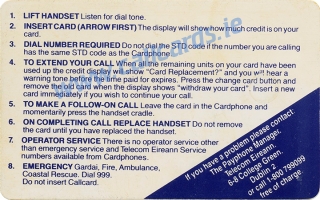 1. LIFT HANDSET Listen for dial tone.
2. INSERT CARD (ARROW FIRST) The display will show how much credit is on your
card.
3. DIAL NUMBER REQUIRED Do not dial STD code if the number you are calling
has the same STD code as the Cardphone.
4. TO EXTEND YOUR CALL When the remaining units on your card have been
used up the credit display will show "Card Replacement?" and you will hear a
warning tone before the time paid for expires. Press the change card button and
remove the old card when the display shows "withdraw your card". Insert a new
card immediately if you wish to continue your call.
5. TO MAKE A FOLLOW-ON CALL Leave the card in the Cardphone and
momentarily press the handset cradle.
6. ON COMPLETING CALL REPLACE HANDSET Do not remove
the card until you have replaced the handset.
7. OPERATOR SERVICE There is no operator service other
than emergency service and Telecom Eireann Service
numbers available from Cardphones.
8. EMERGENCY Gardai, Fire, Ambulance,
Coastal Rescue. Dial 999.
Do not insert Callcard.
If you have a problem please contact
The Payphone Manager,
Telecom Eireann,
6-8 College Green,
Dublin 2
or call 1800 799099
free of charge
www.Callcards.ie